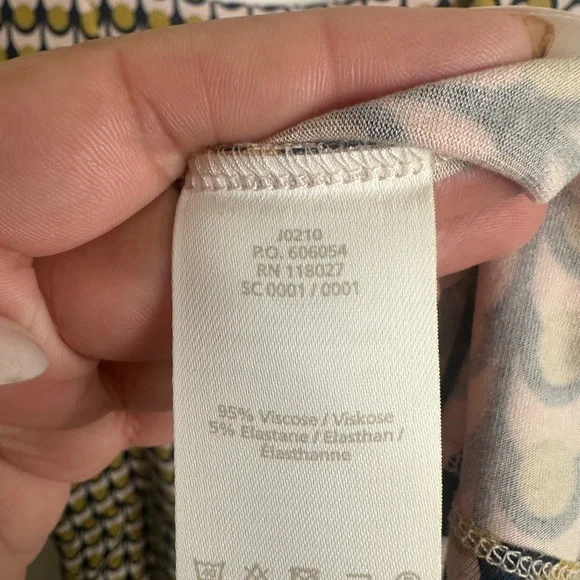 J0210
P.O. 606054
RN 118027
SC 0001 / 0001
95% Viscose / Viskose
5% Elastane / Elasthan /
Élasthanne